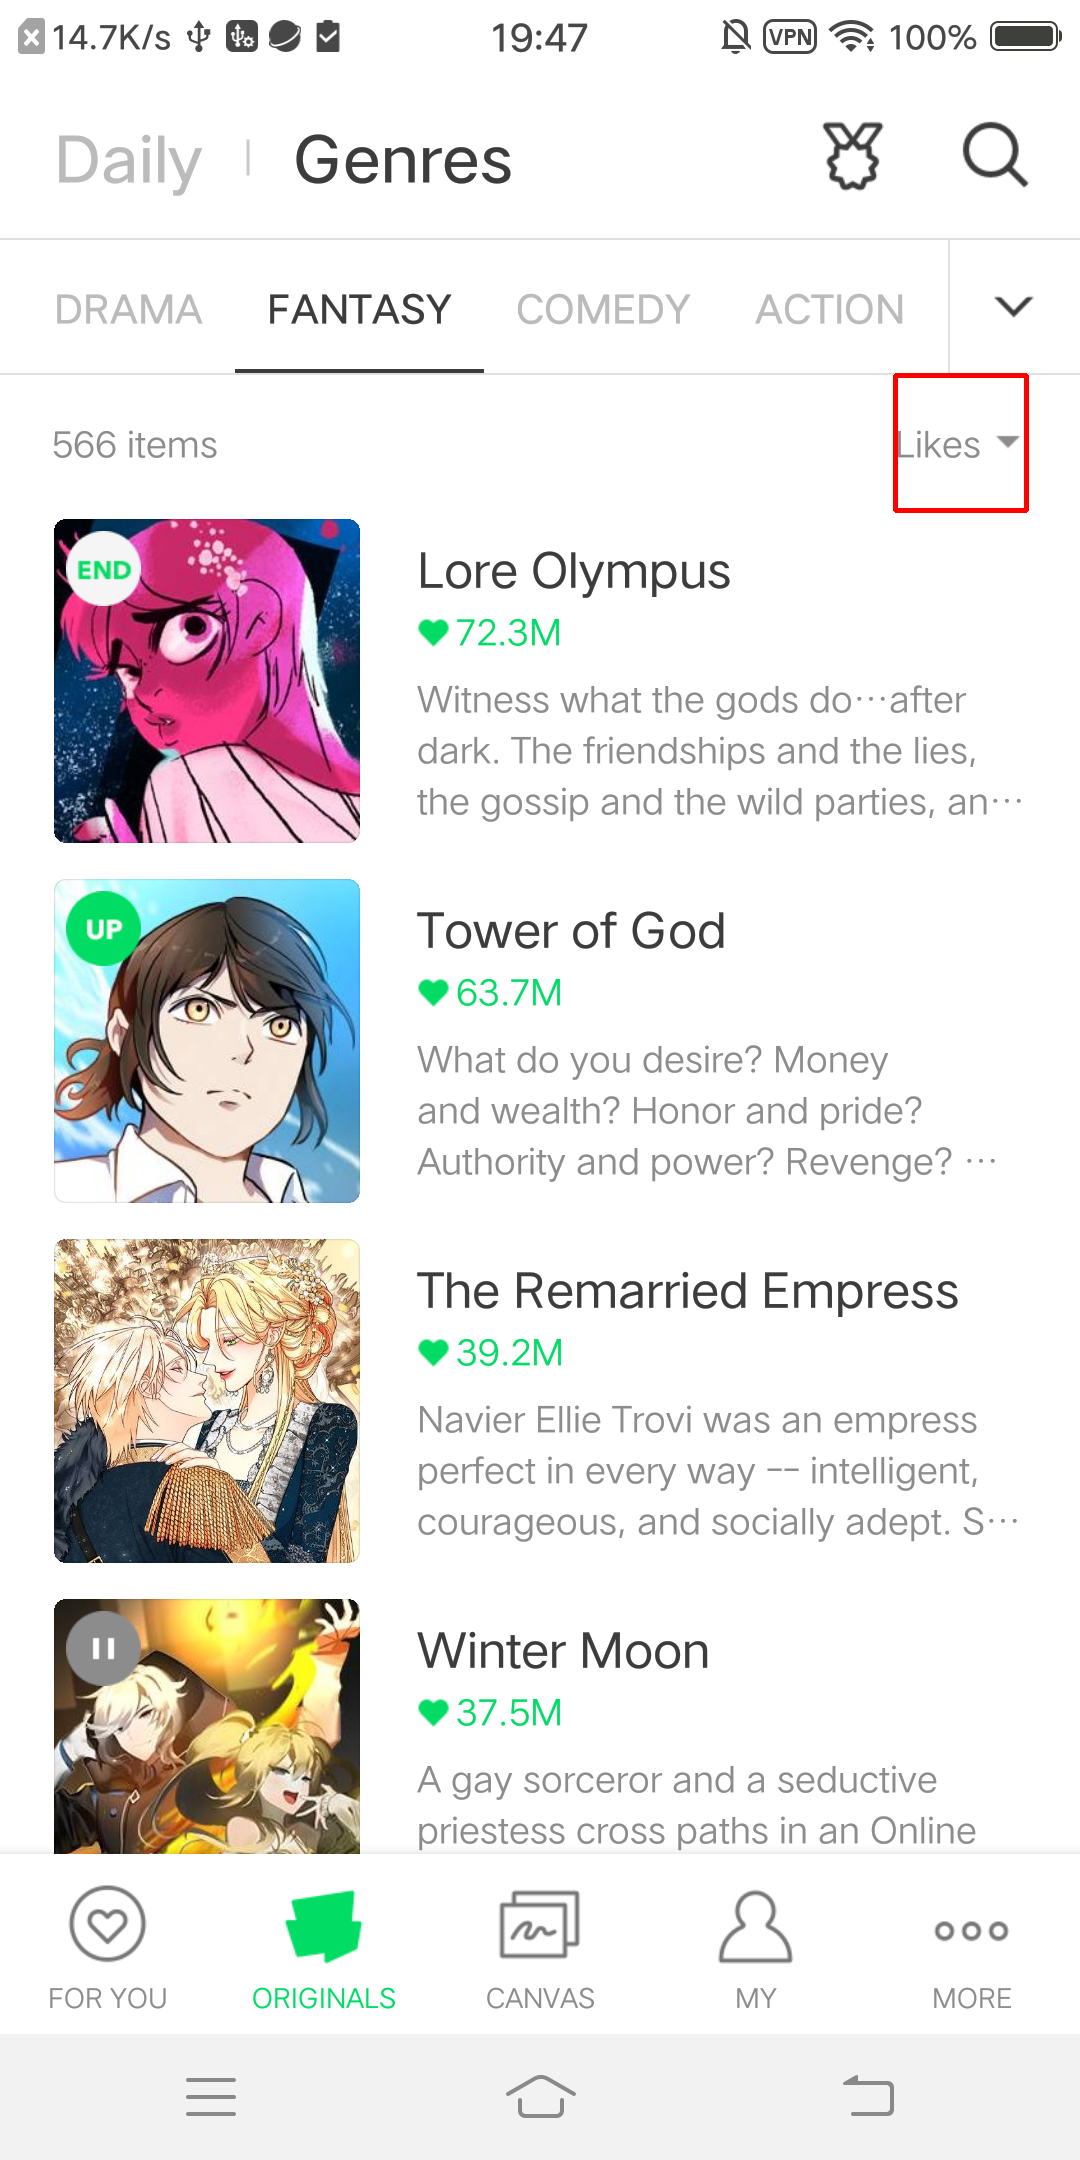 14.7K/s 19:47 VPN 100%
Daily Genres
DRAMA FANTASY COMEDY ACTION
566 items Likes
END
Lore Olympus
72.3M
Witness what the gods do…after
dark. The friendships and the lies,
the gossip and the wild parties, an…
UP
Tower of God
63.7M
What do you desire? Money
and wealth? Honor and pride?
Authority and power? Revenge? …
The Remarried Empress
39.2M
Navier Ellie Trovi was an empress
perfect in every way -- intelligent,
courageous, and socially adept. S…
Winter Moon
37.5M
A gay sorceror and a seductive
priestess cross paths in an Online
FOR YOU ORIGINALS CANVAS MY MORE